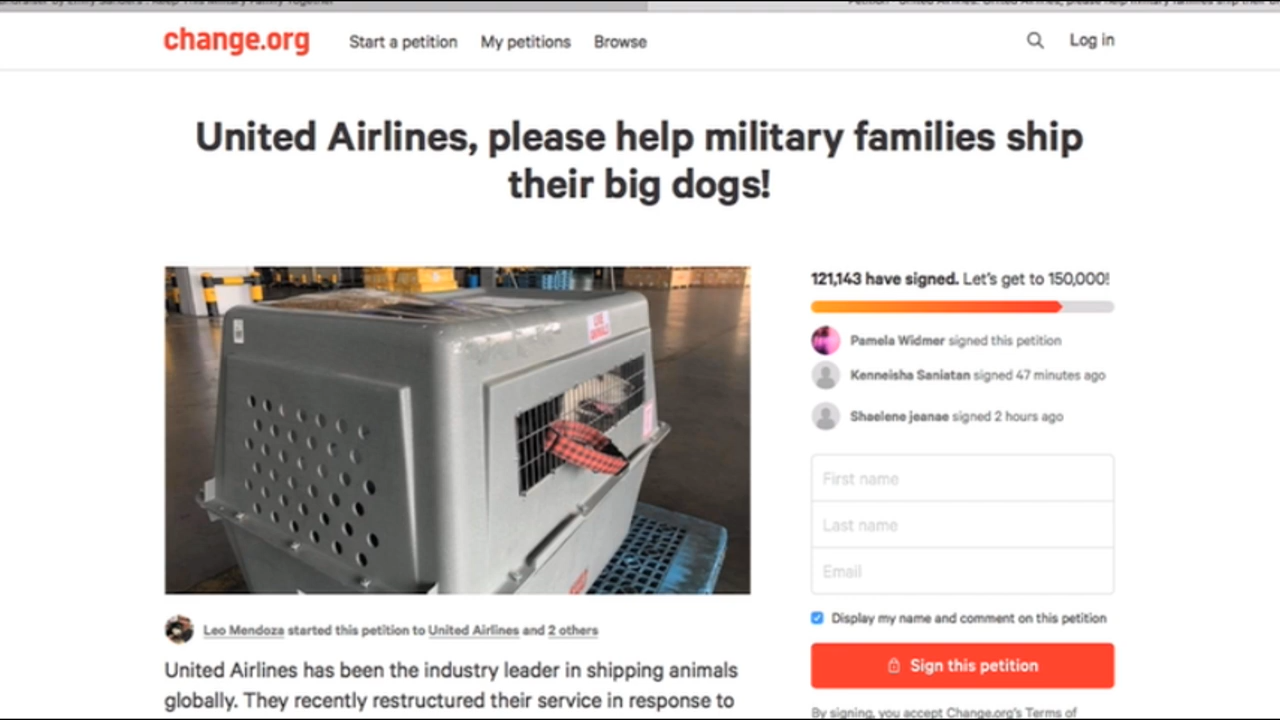 change.org
Start a petition
My petitions
Browse
Log in
United Airlines, please help military families ship
their big dogs!
121,143 have signed. Let's get to 150,000!
Pamela Widmer signed this petition
Kenneisha Saniatan signed 47 minutes ago
Shaelene jeanae signed 2 hours ago
First name
Last name
Email
Display my name and comment on this petition
Sign this petition
By signing, you accept Change.org's Terms of
Leo Mendoza started this petition to United Airlines and 2 others
United Airlines has been the industry leader in shipping animals
globally. They recently restructured their service in response to